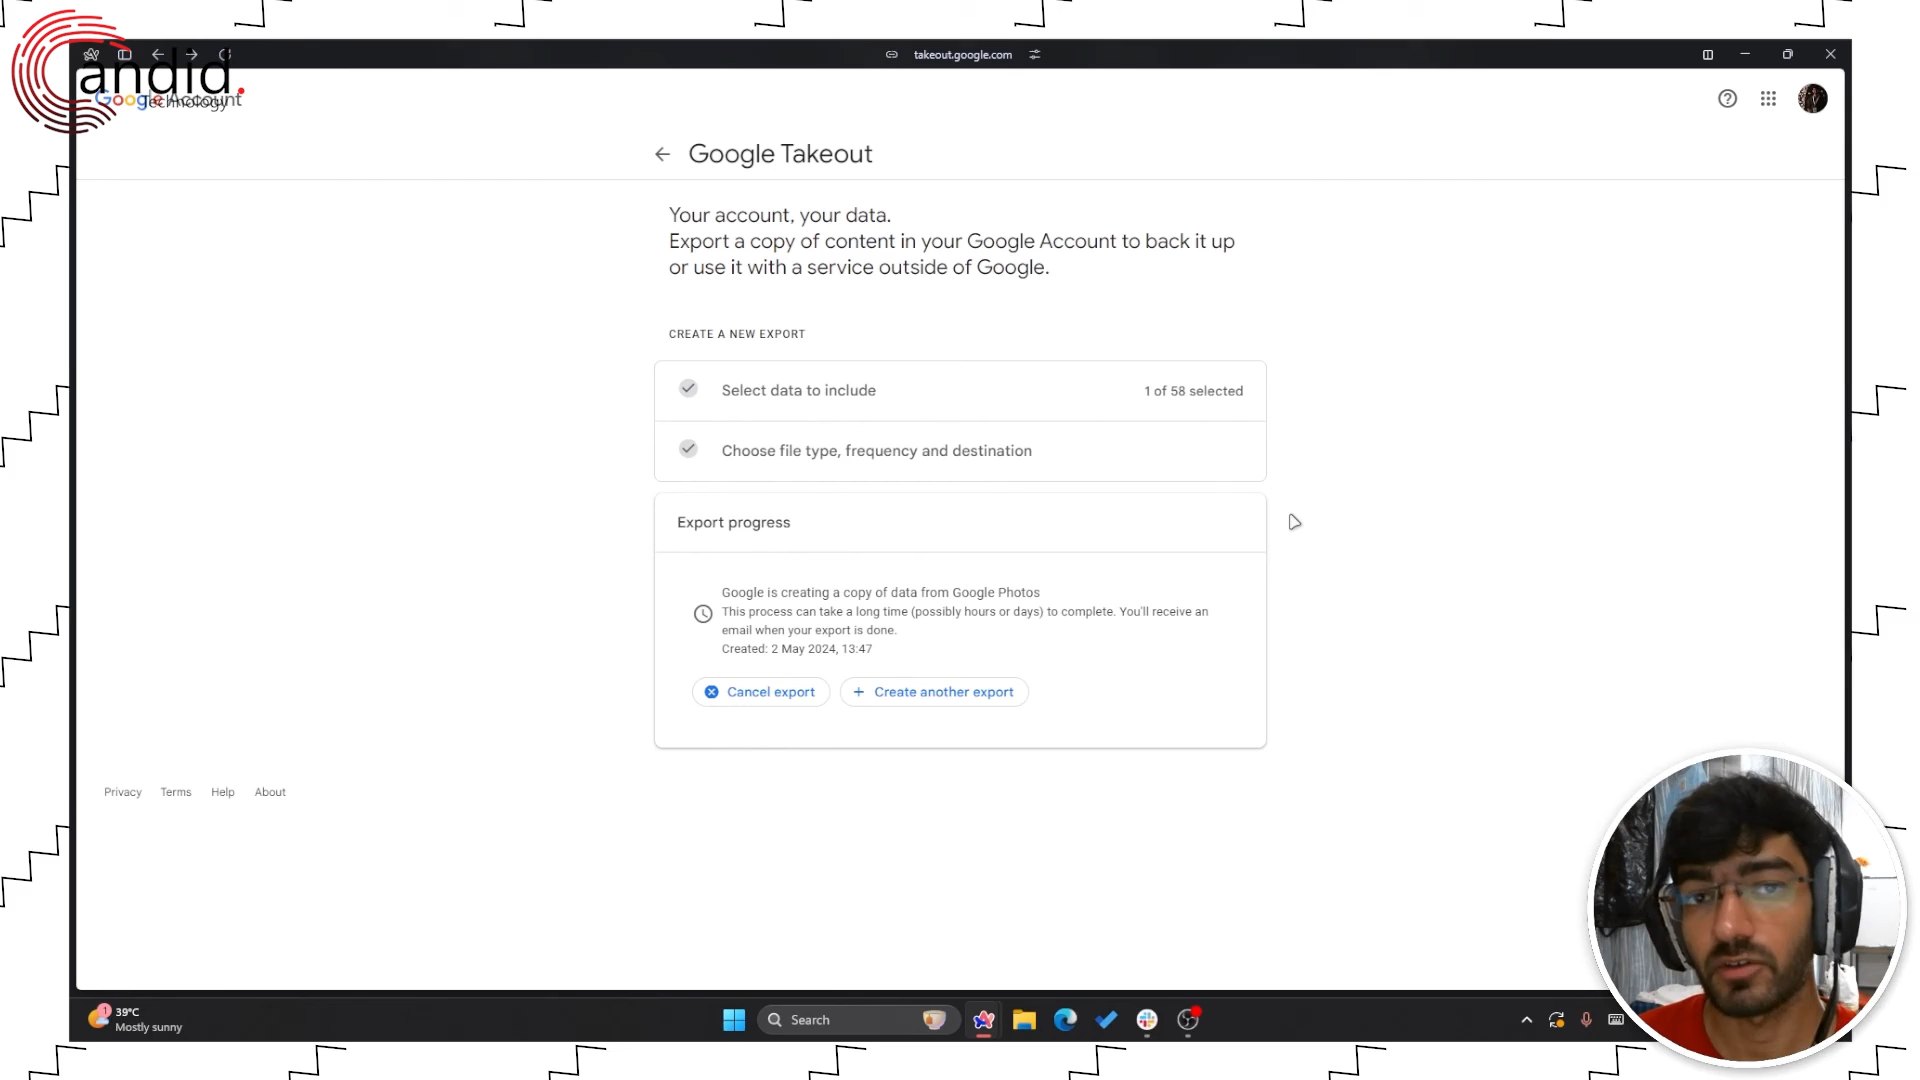 takeout.google.com
andid.
Technology
Google Account
Google Takeout
Your account, your data.
Export a copy of content in your Google Account to back it up
or use it with a service outside of Google.
CREATE A NEW EXPORT
Select data to include
1 of 58 selected
Choose file type, frequency and destination
Export progress
Google is creating a copy of data from Google Photos
This process can take a long time (possibly hours or days) to complete. You'll receive an
email when your export is done.
Created: 2 May 2024, 13:47
Cancel export
Create another export
Privacy Terms Help About
1
39°C
Mostly sunny
Search